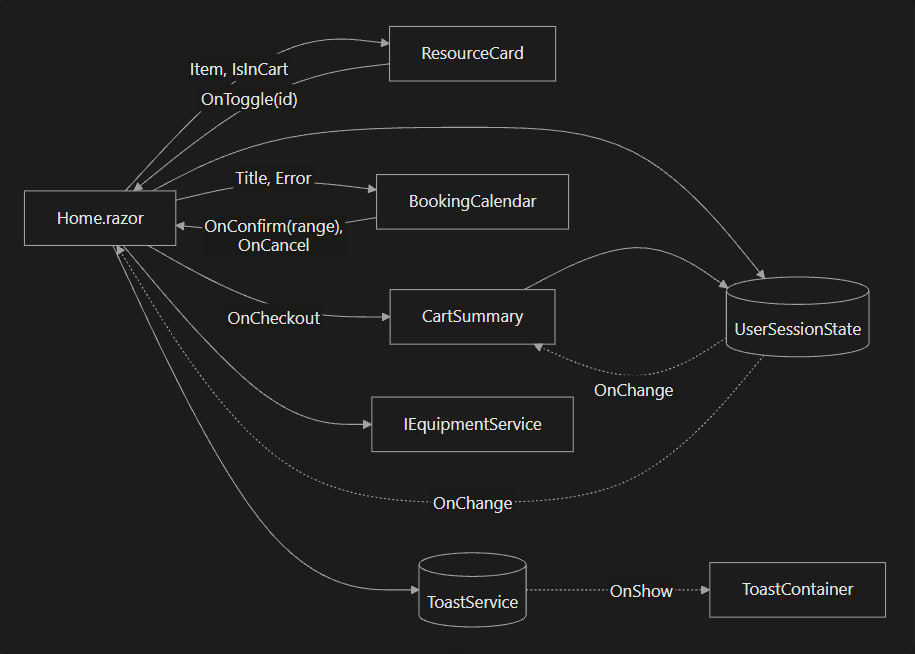 ResourceCard
Item, IsInCart
OnToggle(id)
Title, Error
BookingCalendar
Home.razor
OnConfirm(range),
OnCancel
OnCheckout
CartSummary
UserSessionState
OnChange
IEquipmentService
OnChange
ToastService
OnShow
ToastContainer